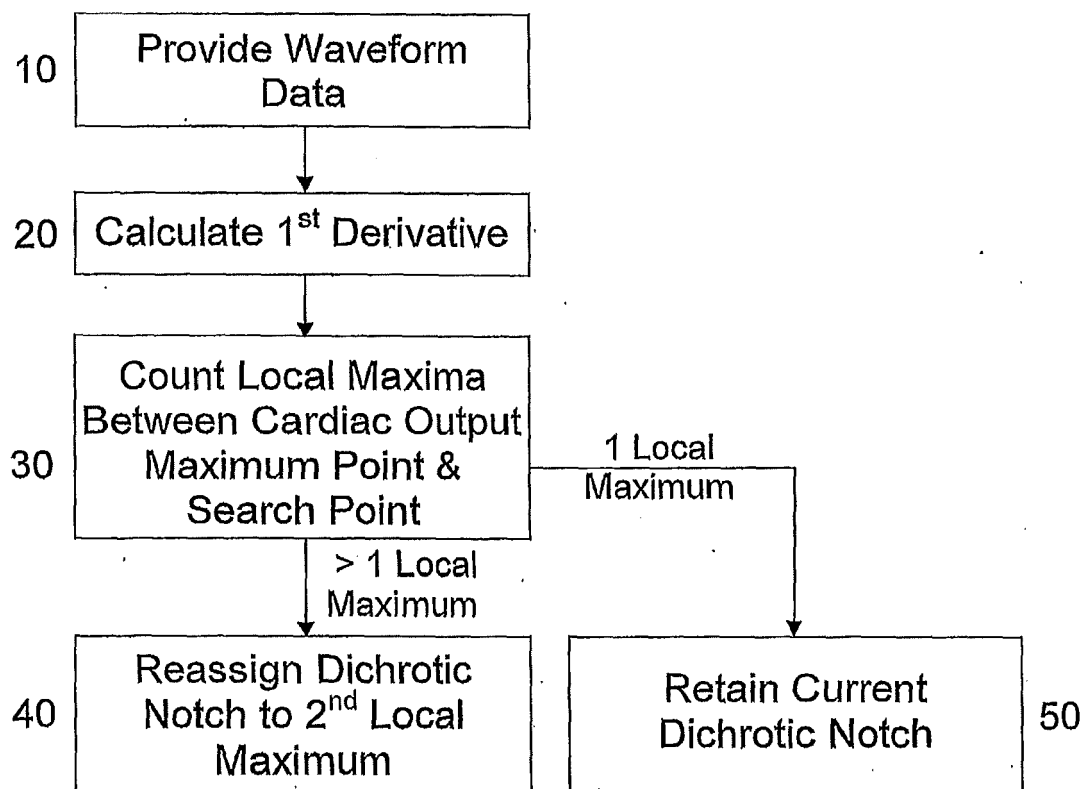 10
Provide Waveform
Data
20
Calculate 1st Derivative
30
Count Local Maxima
Between Cardiac Output
Maximum Point &
Search Point
1 Local
Maximum
> 1 Local
Maximum
40
Reassign Dichrotic
Notch to 2nd Local
Maximum
Retain Current
Dichrotic Notch
50